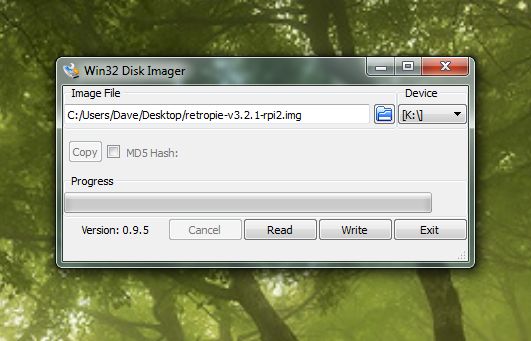 Win32 Disk Imager
Image File
Device
C:/Users/Dave/Desktop/retropie-v3.2.1-rpi2.img
[K:\]
Copy
MD5 Hash:
Progress
Version: 0.9.5
Cancel
Read
Write
Exit